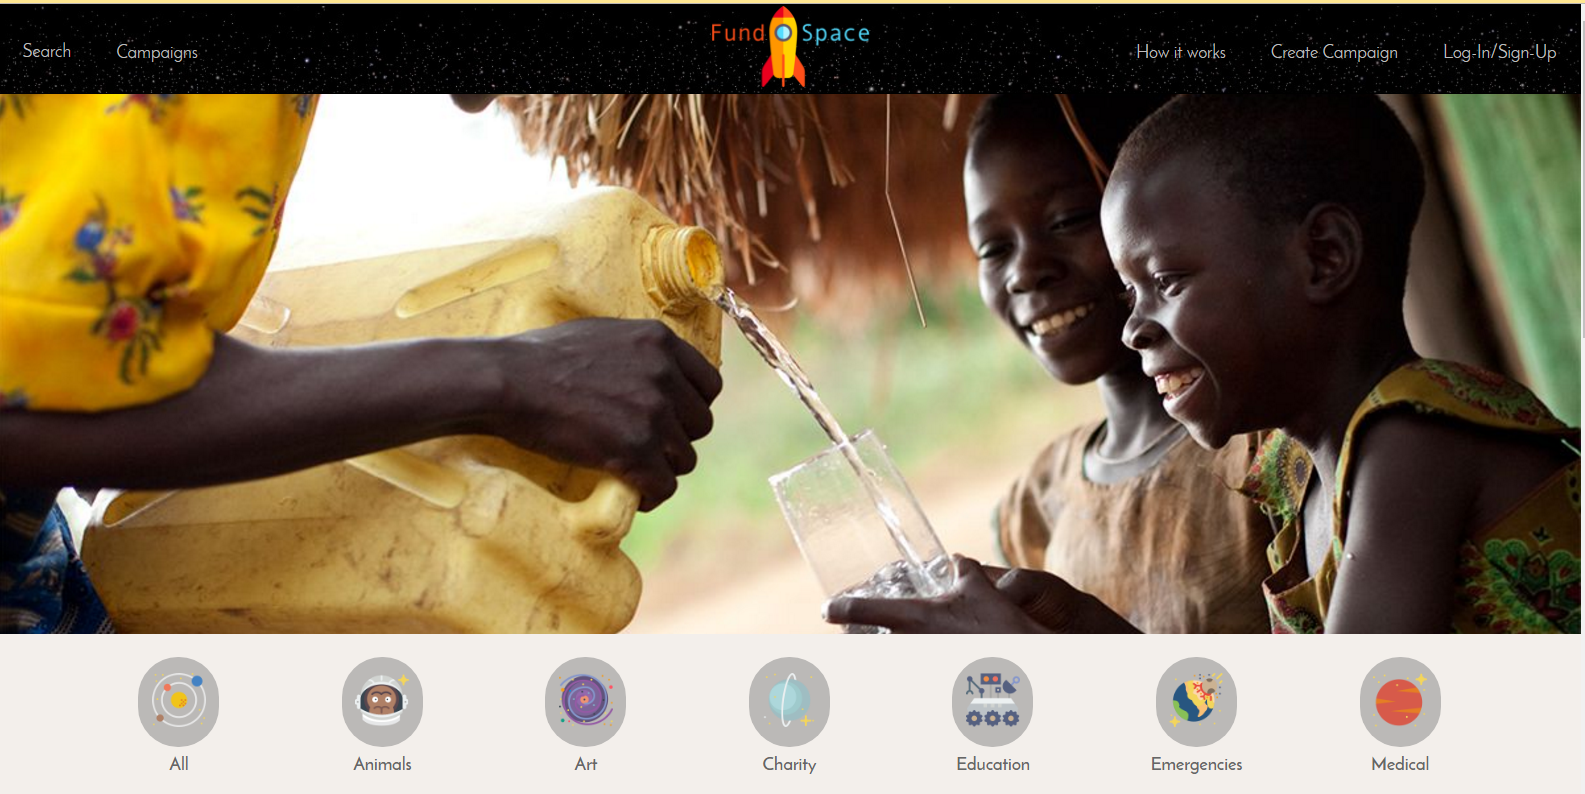 Search
Campaigns
Fund Space
How it works
Create Campaign
Log-In/Sign-Up
All
Animals
Art
Charity
Education
Emergencies
Medical